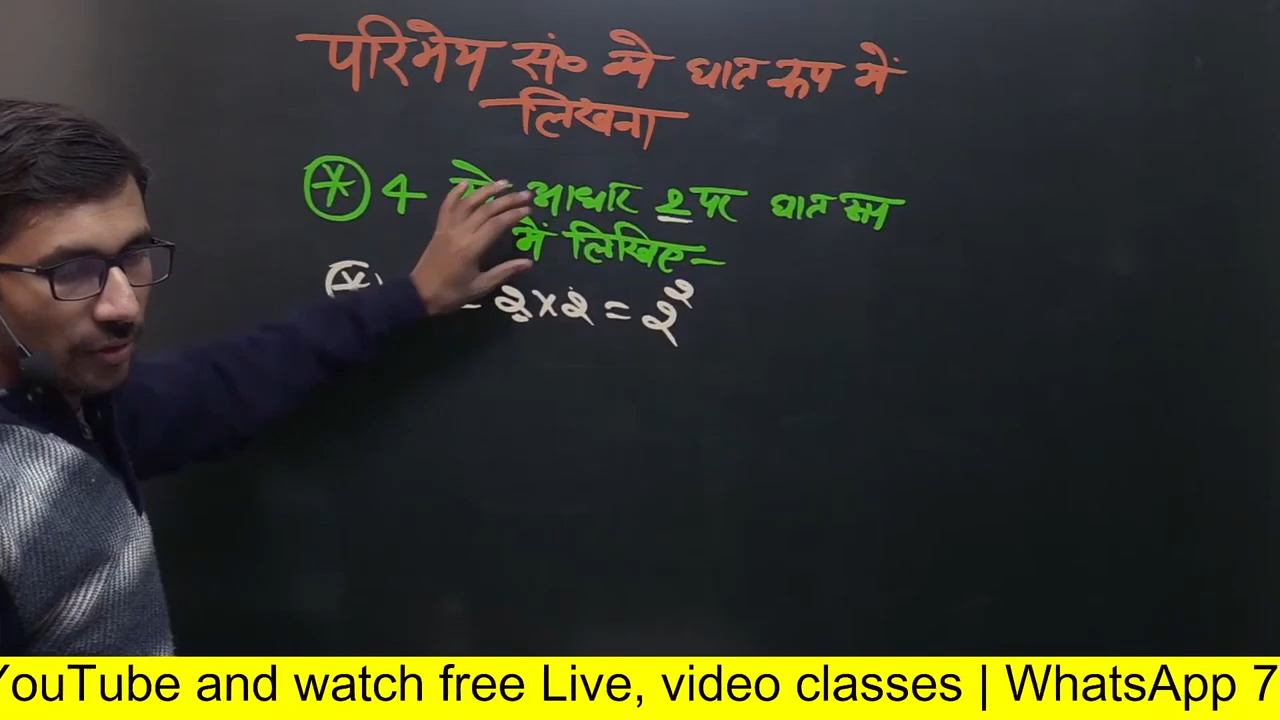 परिमेय सं० को घात रूप में
लिखना
* 4 को आधार 2 पर घात रूप
में लिखिए-
* = 2×2 = 2²
YouTube and watch free Live, video classes | WhatsApp 7